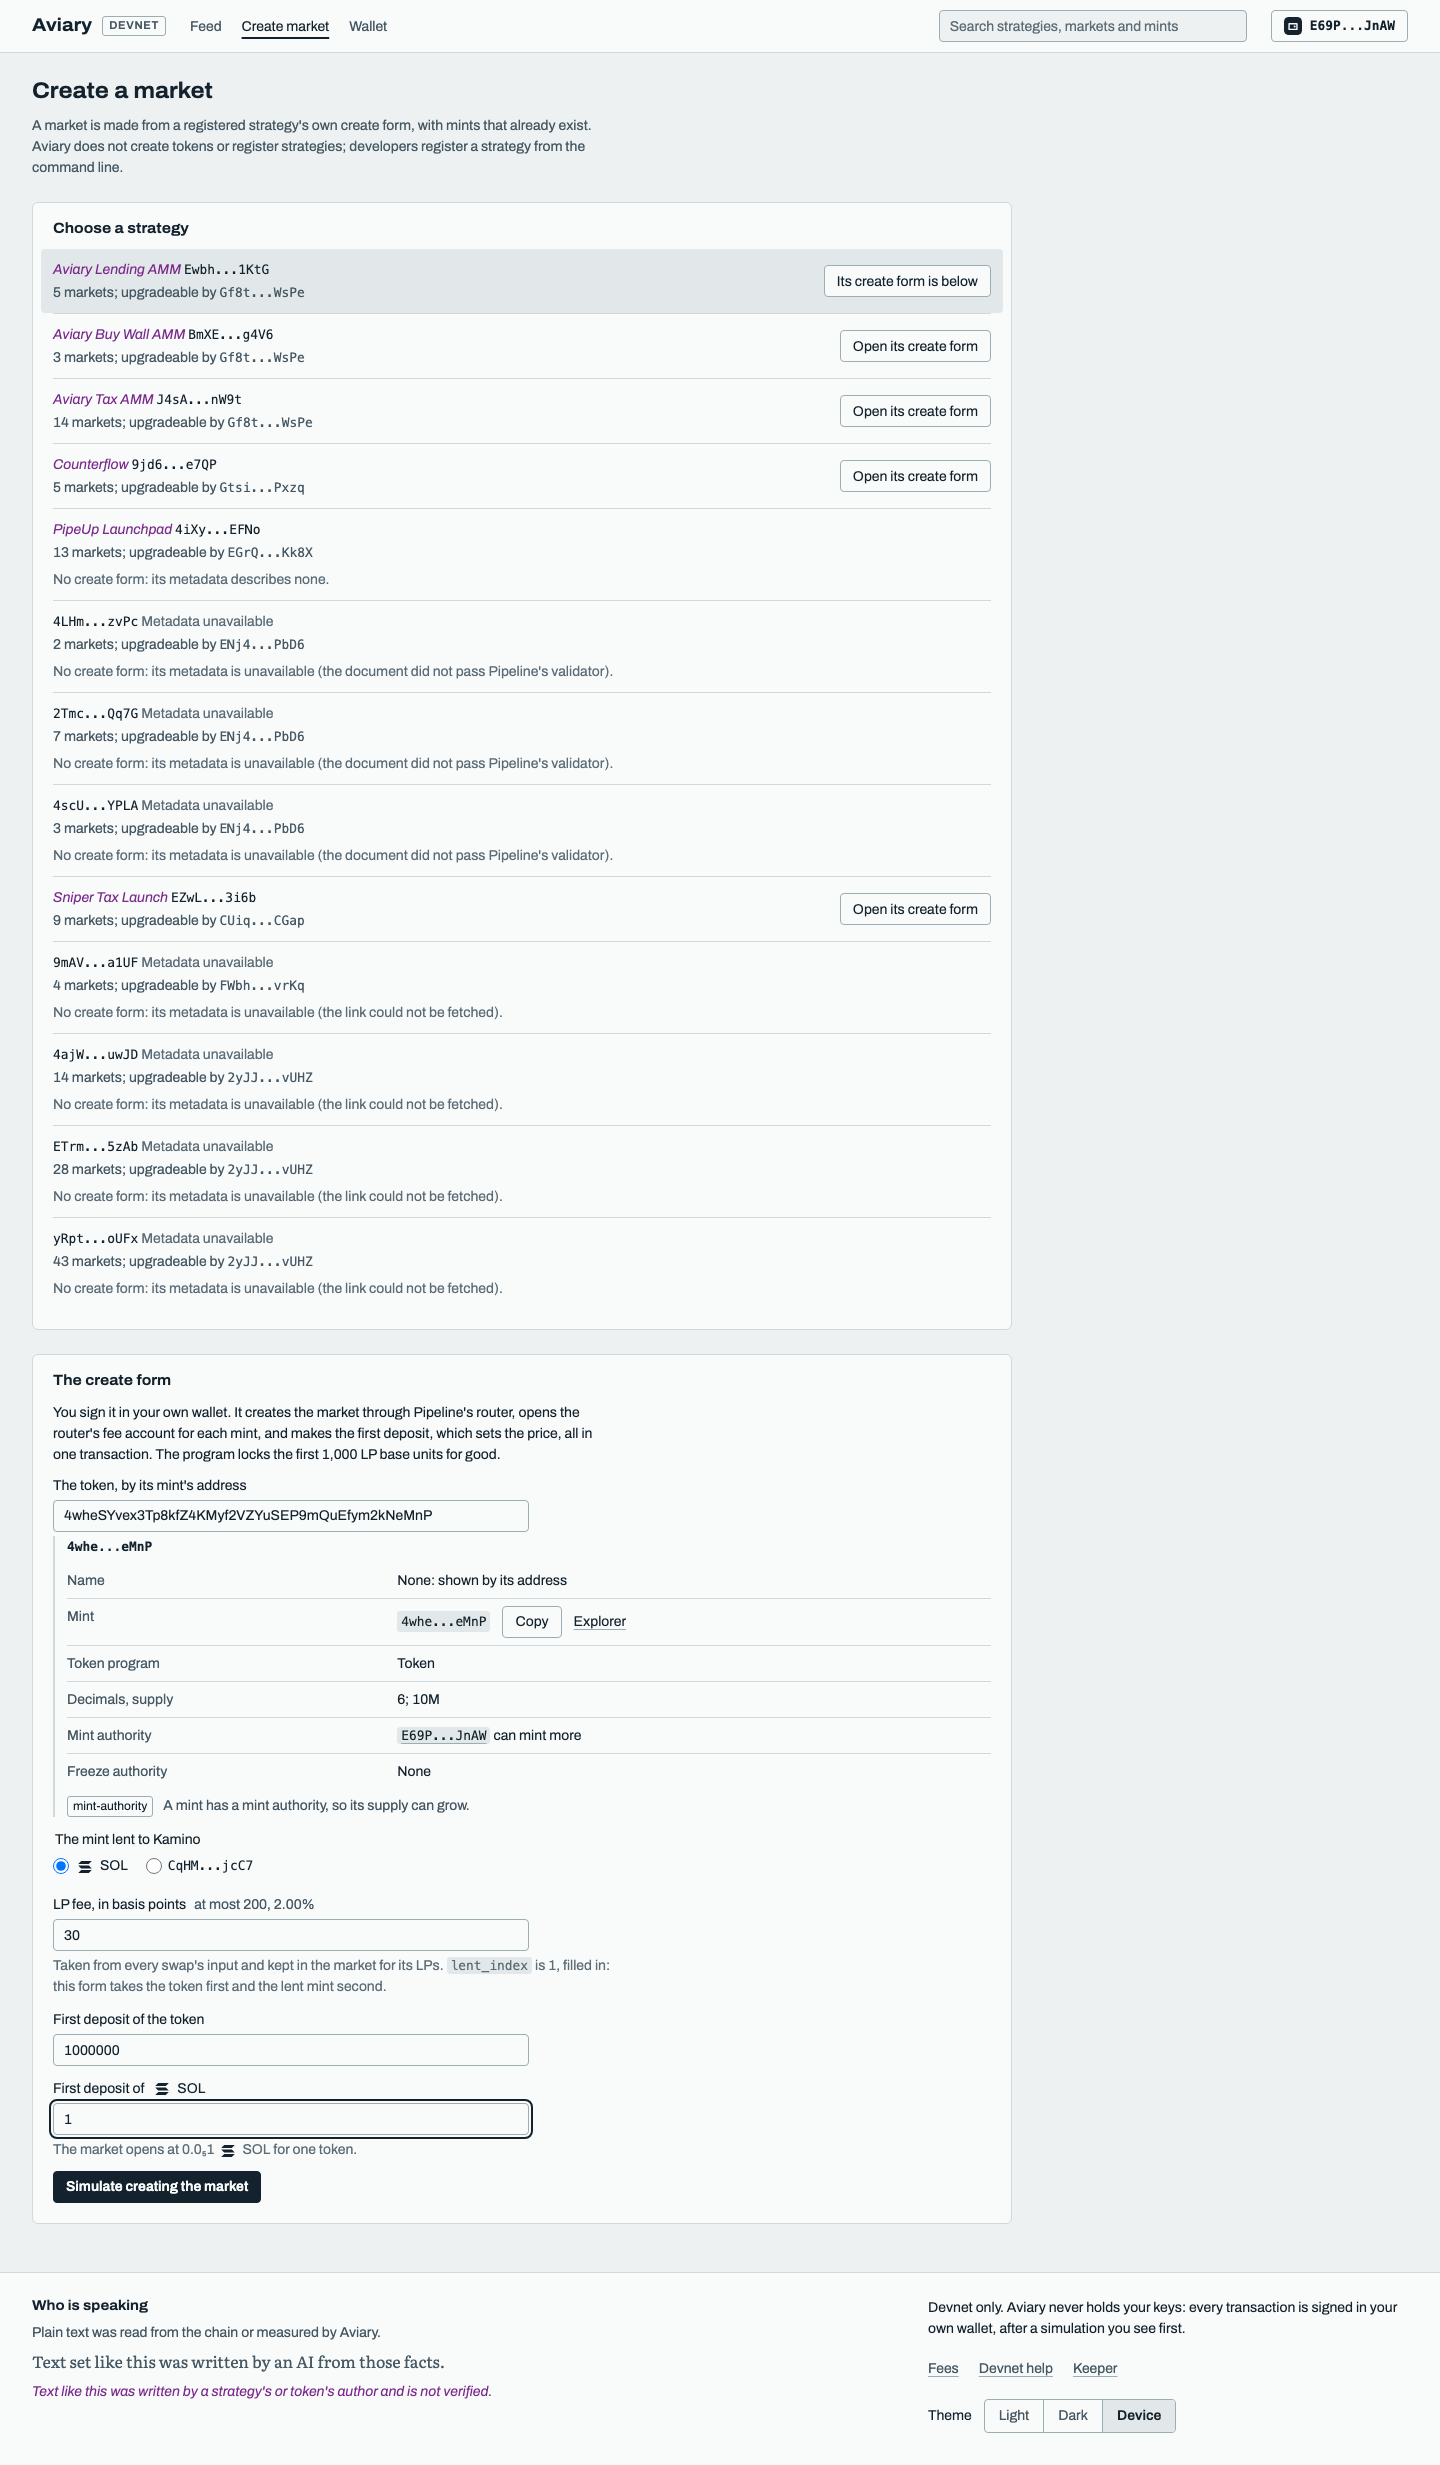 Aviary DEVNET Feed Create market Wallet Search strategies, markets and mints E69P...JnAW
Create a market
A market is made from a registered strategy's own create form, with mints that already exist.
Aviary does not create tokens or register strategies; developers register a strategy from the
command line.
Choose a strategy
Aviary Lending AMM Ewbh...1KtG
5 markets; upgradeable by Gf8t...WsPe
Its create form is below
Aviary Buy Wall AMM BmXE...g4V6
3 markets; upgradeable by Gf8t...WsPe
Open its create form
Aviary Tax AMM J4sA...nW9t
14 markets; upgradeable by Gf8t...WsPe
Open its create form
Counterflow 9jd6...e7QP
5 markets; upgradeable by Gtsi...Pxzq
Open its create form
PipeUp Launchpad 4iXy...EFNo
13 markets; upgradeable by EGrQ...Kk8X
No create form: its metadata describes none.
4LHm...zvPc Metadata unavailable
2 markets; upgradeable by ENj4...PbD6
No create form: its metadata is unavailable (the document did not pass Pipeline's validator).
2Tmc...Qq7G Metadata unavailable
7 markets; upgradeable by ENj4...PbD6
No create form: its metadata is unavailable (the document did not pass Pipeline's validator).
4scU...YPLA Metadata unavailable
3 markets; upgradeable by ENj4...PbD6
No create form: its metadata is unavailable (the document did not pass Pipeline's validator).
Sniper Tax Launch EZwL...3i6b
9 markets; upgradeable by CUiq...CGap
Open its create form
9mAV...a1UF Metadata unavailable
4 markets; upgradeable by FWbh...vrKq
No create form: its metadata is unavailable (the link could not be fetched).
4ajW...uwJD Metadata unavailable
14 markets; upgradeable by 2yJJ...vUHZ
No create form: its metadata is unavailable (the link could not be fetched).
ETrm...5zAb Metadata unavailable
28 markets; upgradeable by 2yJJ...vUHZ
No create form: its metadata is unavailable (the link could not be fetched).
yRpt...oUFx Metadata unavailable
43 markets; upgradeable by 2yJJ...vUHZ
No create form: its metadata is unavailable (the link could not be fetched).
The create form
You sign it in your own wallet. It creates the market through Pipeline's router, opens the
router's fee account for each mint, and makes the first deposit, which sets the price, all in
one transaction. The program locks the first 1,000 LP base units for good.
The token, by its mint's address
4wheSYvex3Tp8kfZ4KMyf2VZYuSEP9mQuEfym2kNeMnP
4whe...eMnP
Name None: shown by its address
Mint 4whe...eMnP Copy Explorer
Token program Token
Decimals, supply 6; 10M
Mint authority E69P...JnAW can mint more
Freeze authority None
mint-authority A mint has a mint authority, so its supply can grow.
The mint lent to Kamino
SOL CqHM...jcC7
LP fee, in basis points at most 200, 2.00%
30
Taken from every swap's input and kept in the market for its LPs. lent_index is 1, filled in:
this form takes the token first and the lent mint second.
First deposit of the token
1000000
First deposit of SOL
1
The market opens at 0.0₅1 SOL for one token.
Simulate creating the market
Who is speaking
Plain text was read from the chain or measured by Aviary.
Text set like this was written by an AI from those facts.
Text like this was written by a strategy's or token's author and is not verified.
Devnet only. Aviary never holds your keys: every transaction is signed in your
own wallet, after a simulation you see first.
Fees Devnet help Keeper
Theme Light Dark Device